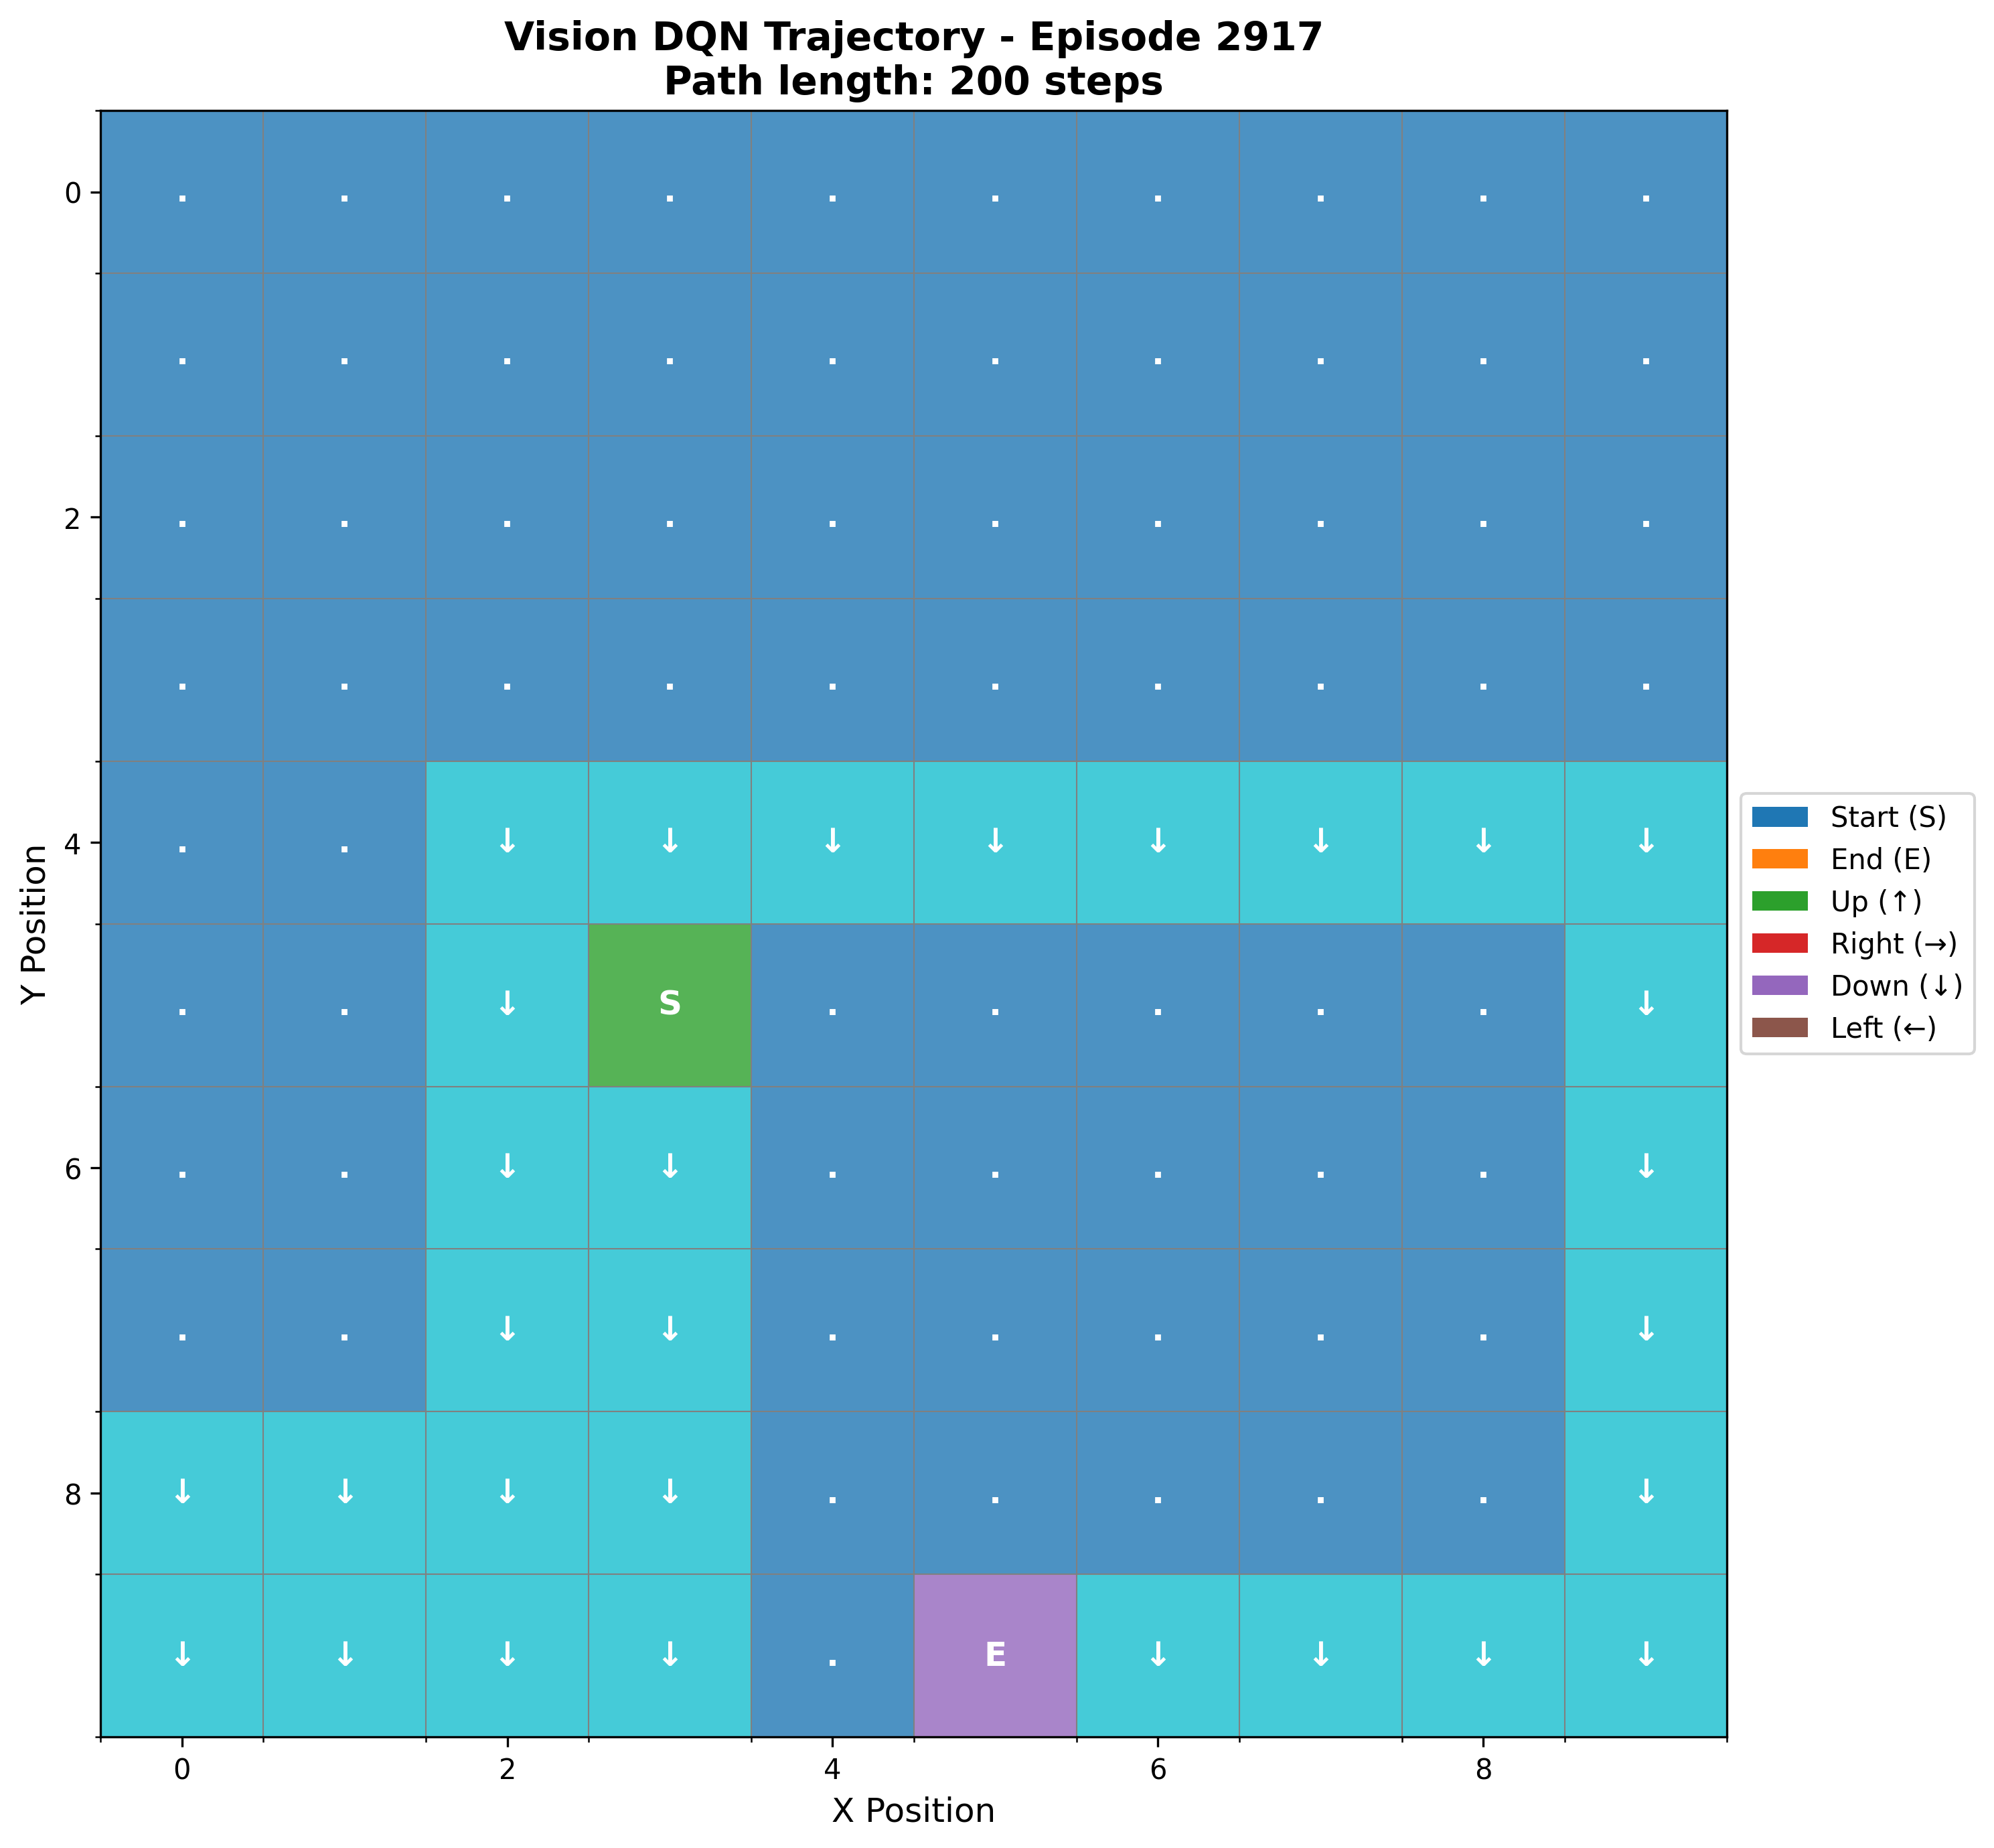 Vision DQN Trajectory - Episode 2917
Path length: 200 steps
0 . . . . . . . . . .
. . . . . . . . . .
2 . . . . . . . . . .
. . . . . . . . . .
4 . . ↓ ↓ ↓ ↓ ↓ ↓ ↓ ↓
. . ↓ S . . . . . ↓
6 . . ↓ ↓ . . . . . ↓
. . ↓ ↓ . . . . . ↓
8 ↓ ↓ ↓ ↓ . . . . . ↓
↓ ↓ ↓ ↓ . E ↓ ↓ ↓ ↓
0 2 4 6 8
X Position
Y Position
Start (S)
End (E)
Up (↑)
Right (→)
Down (↓)
Left (←)